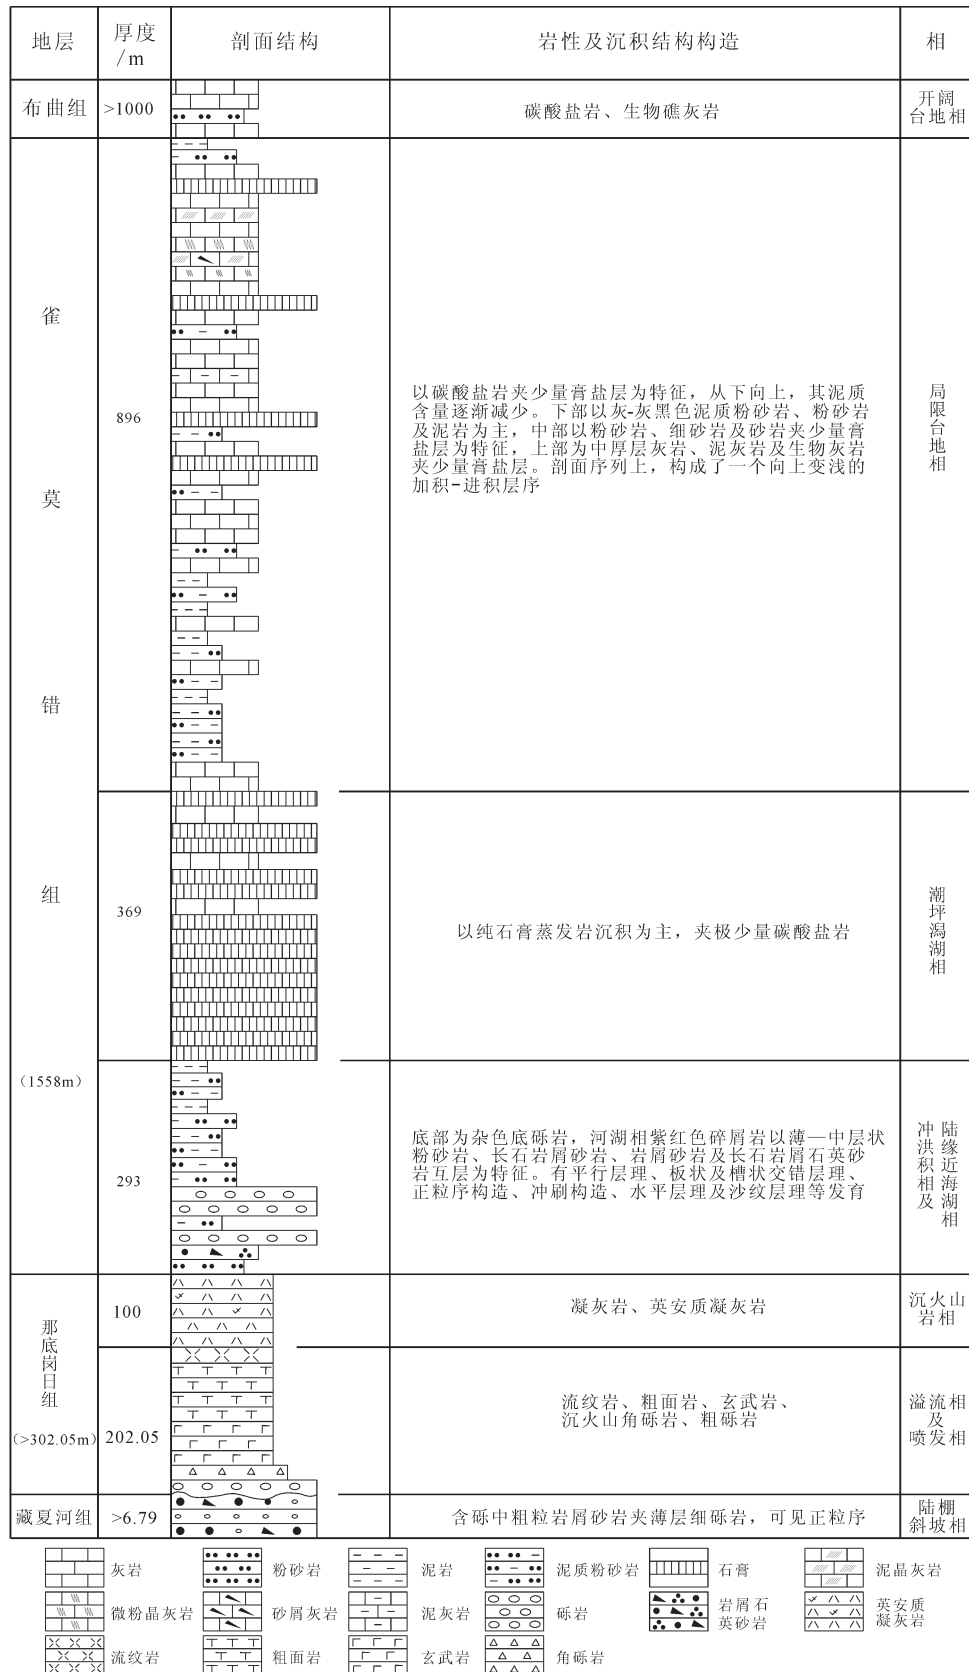 地层
厚度
/m
剖面结构
岩性及沉积结构构造
相
布曲组
>1000
碳酸盐岩、生物礁灰岩
开阔
台地相
雀
莫
错
组
(1558m)
896
以碳酸盐岩夹少量膏盐层为特征，从下向上，其泥质
含量逐渐减少。下部以灰-灰黑色泥质粉砂岩、粉砂岩
及泥岩为主，中部以粉砂岩、细砂岩及砂岩夹少量膏
盐层为特征，上部为中厚层灰岩、泥灰岩及生物灰岩
夹少量膏盐层。剖面序列上，构成了一个向上变浅的
加积-进积层序
局限台地相
369
以纯石膏蒸发岩沉积为主，夹极少量碳酸盐岩
潮坪潟湖相
293
底部为杂色底砾岩，河湖相紫红色碎屑岩以薄—中层状
粉砂岩、长石岩屑砂岩、岩屑砂岩及长石岩屑石英砂
岩互层为特征。有平行层理、板状及槽状交错层理、
正粒序构造、冲刷构造、水平层理及沙纹层理等发育
冲洪积相及
陆缘近海湖相
那底岗日组
(>302.05m)
100
凝灰岩、英安质凝灰岩
沉火山
岩相
202.05
流纹岩、粗面岩、玄武岩、
沉火山角砾岩、粗砾岩
溢流相
及
喷发相
藏夏河组
>6.79
含砾中粗粒岩屑砂岩夹薄层细砾岩，可见正粒序
陆棚
斜坡相
灰岩
粉砂岩
泥岩
泥质粉砂岩
石膏
泥晶灰岩
微粉晶灰岩
砂屑灰岩
泥灰岩
砾岩
岩屑石
英砂岩
英安质
凝灰岩
流纹岩
粗面岩
玄武岩
角砾岩